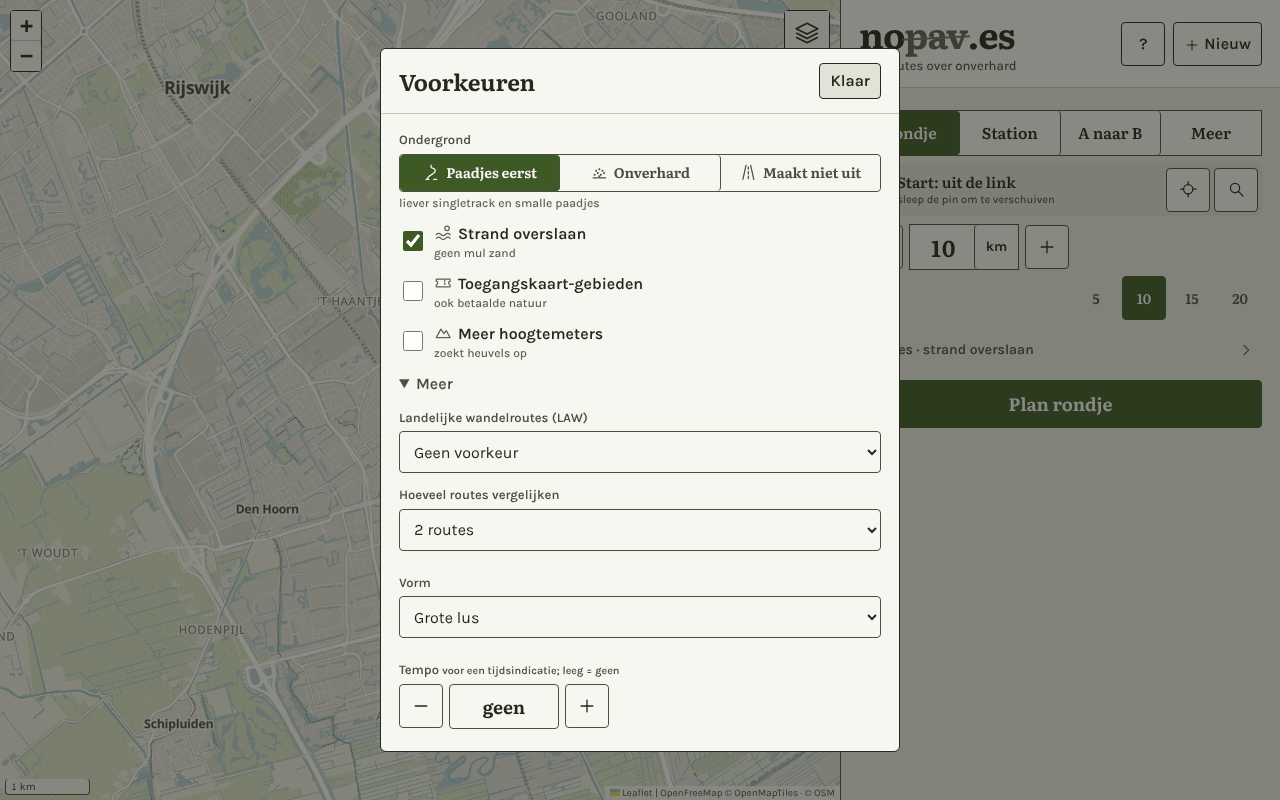 GOOLAND
Rijswijk
'T HAANTJE
Den Hoorn
'T WOUDT
HODENPIJL
Schipluiden
1 km
Leaflet | OpenFreeMap © OpenMapTiles · © OSM
nopav.es
utes over onverhard
?
+ Nieuw
ondje
Station
A naar B
Meer
Start: uit de link
sleep de pin om te verschuiven
10
km
+
5
10
15
20
es · strand overslaan
Plan rondje
Voorkeuren
Klaar
Ondergrond
Paadjes eerst
Onverhard
Maakt niet uit
liever singletrack en smalle paadjes
Strand overslaan
geen mul zand
Toegangskaart-gebieden
ook betaalde natuur
Meer hoogtemeters
zoekt heuvels op
▼ Meer
Landelijke wandelroutes (LAW)
Geen voorkeur
Hoeveel routes vergelijken
2 routes
Vorm
Grote lus
Tempo voor een tijdsindicatie; leeg = geen
−
geen
+